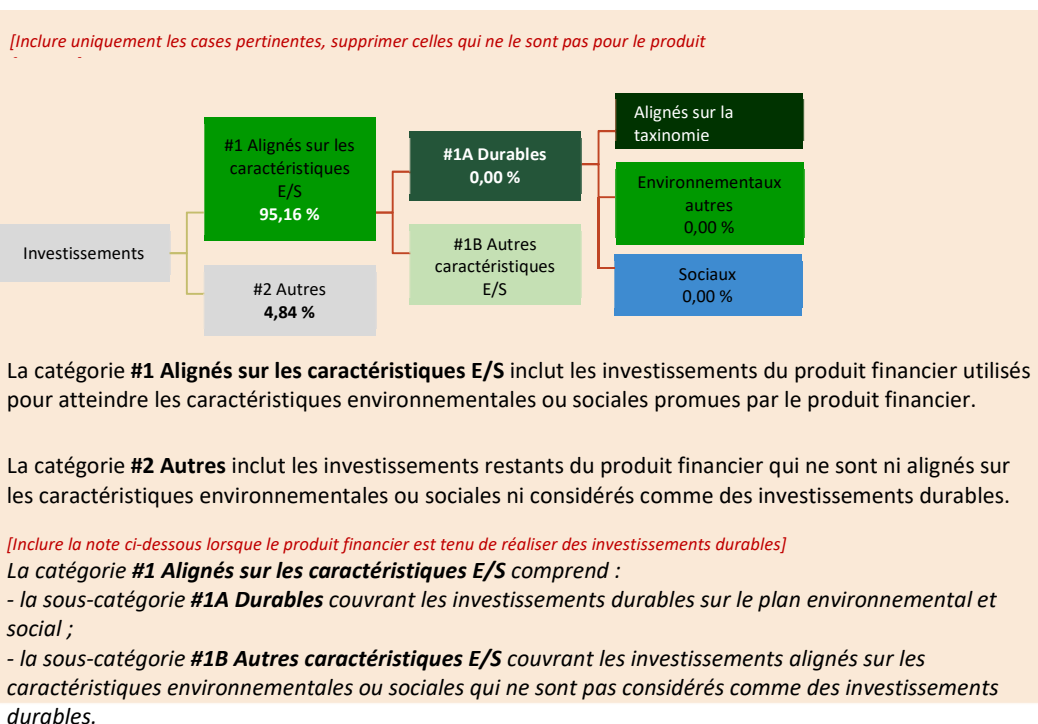 [Inclure uniquement les cases pertinentes, supprimer celles qui ne le sont pas pour le produit
Investissements
#1 Alignés sur les
caractéristiques
E/S
95,16 %
#2 Autres
4,84 %
#1A Durables
0,00 %
#1B Autres
caractéristiques
E/S
Alignés sur la
taxinomie
Environnementaux
autres
0,00 %
Sociaux
0,00 %
La catégorie #1 Alignés sur les caractéristiques E/S inclut les investissements du produit financier utilisés
pour atteindre les caractéristiques environnementales ou sociales promues par le produit financier.
La catégorie #2 Autres inclut les investissements restants du produit financier qui ne sont ni alignés sur
les caractéristiques environnementales ou sociales ni considérés comme des investissements durables.
[Inclure la note ci-dessous lorsque le produit financier est tenu de réaliser des investissements durables]
La catégorie #1 Alignés sur les caractéristiques E/S comprend :
- la sous-catégorie #1A Durables couvrant les investissements durables sur le plan environnemental et
social ;
- la sous-catégorie #1B Autres caractéristiques E/S couvrant les investissements alignés sur les
caractéristiques environnementales ou sociales qui ne sont pas considérés comme des investissements
durables.